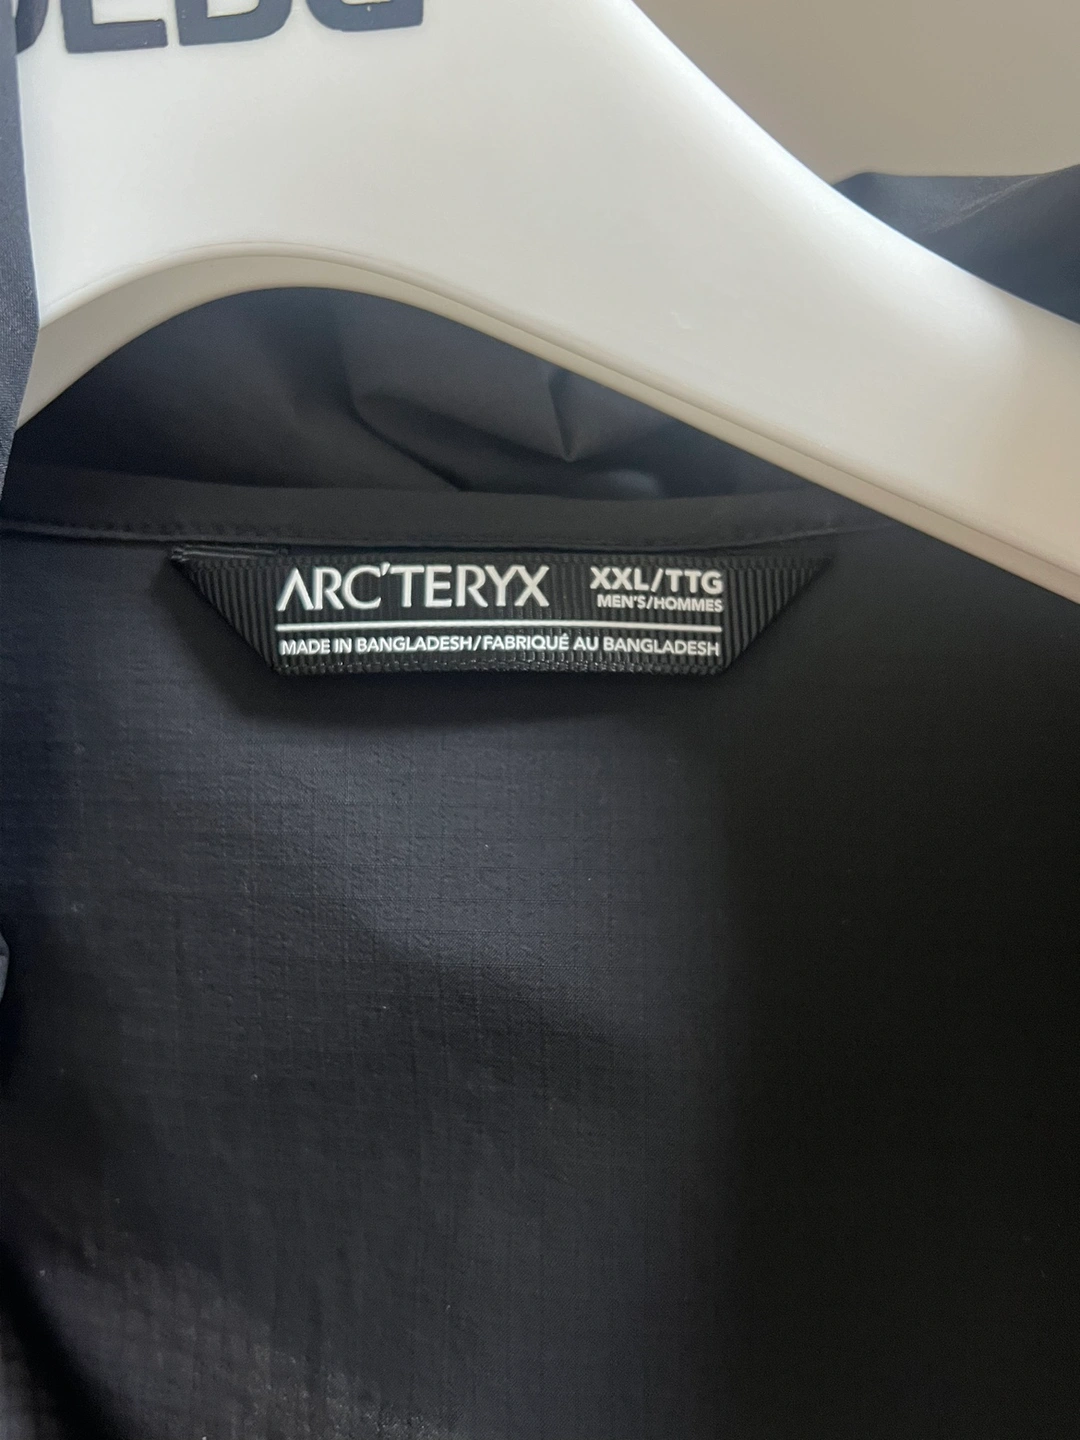 ARC'TERYX XXL/TTG
MEN'S/HOMMES
MADE IN BANGLADESH/FABRIQUÉ AU BANGLADESH